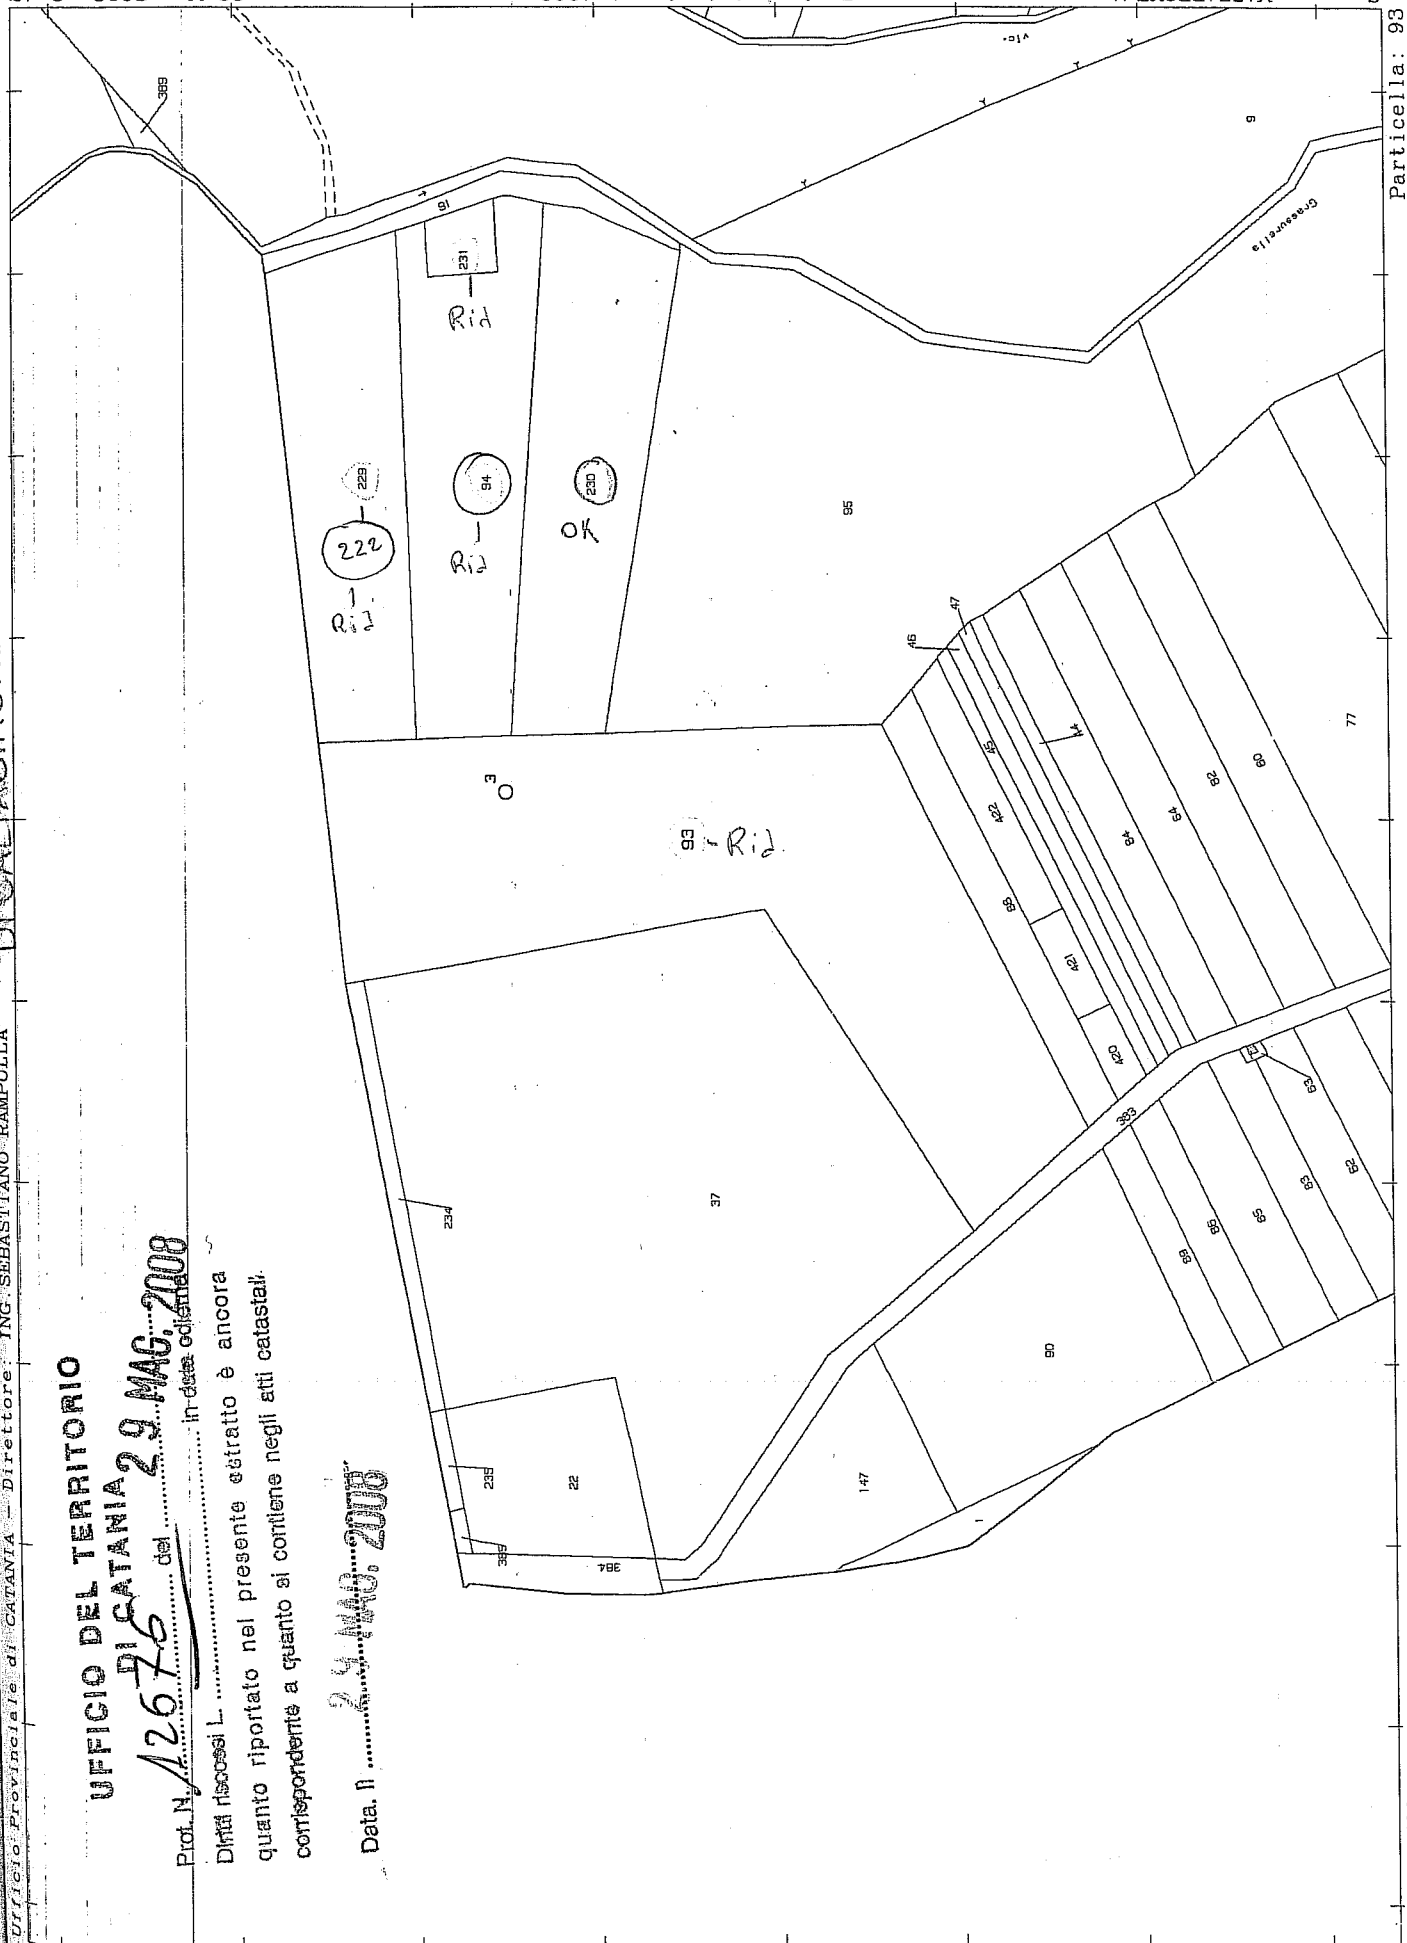 Ufficio Provinciale di CATANIA - Direttore: ING SEBASTIANO RAMPULLA
UFFICIO DEL TERRITORIO
DI CATANIA
Prot. N. 12676 del 29 MAG. 2008
in data odierna
Diritti riscossi L.
quanto riportato nel presente estratto è ancora
corrispondente a quanto si contiene negli atti catastali.
Data, lì 29 MAG. 2008
Particella: 93
389
Vic.
9
Grassurella
91
231
Rid
229
222
Rid.
94
Rid
230
OK
95
3
93 - Rid.
46
47
45
422
88
421
420
84
64
82
60
77
234
37
383
63
235
22
385
384
147
90
89
86
65
83
62